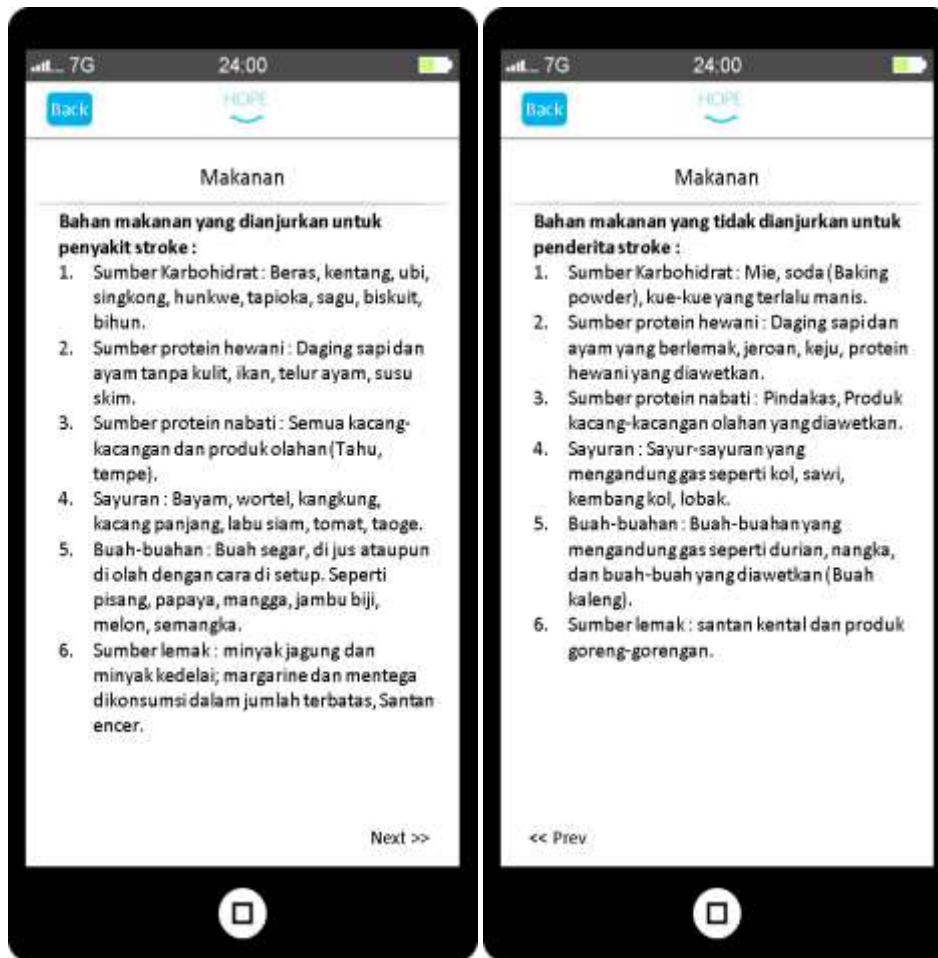 7G 24:00
Back
HOPE
Makanan
Bahan makanan yang dianjurkan untuk
penyakit stroke :
1. Sumber Karbohidrat : Beras, kentang, ubi,
singkong, hunkwe, tapioka, sagu, biskuit,
bihun.
2. Sumber protein hewani : Daging sapi dan
ayam tanpa kulit, ikan, telur ayam, susu
skim.
3. Sumber protein nabati : Semua kacang-
kacangan dan produk olahan (Tahu,
tempe).
4. Sayuran : Bayam, wortel, kangkung,
kacang panjang, labu siam, tomat, taoge.
5. Buah-buahan : Buah segar, di jus ataupun
di olah dengan cara di setup. Seperti
pisang, papaya, mangga, jambu biji,
melon, semangka.
6. Sumber lemak : minyak jagung dan
minyak kedelai; margarine dan mentega
dikonsumsi dalam jumlah terbatas, Santan
encer.
Next >>
7G 24:00
Back
HOPE
Makanan
Bahan makanan yang tidak dianjurkan untuk
penderita stroke :
1. Sumber Karbohidrat : Mie, soda (Baking
powder), kue-kue yang terlalu manis.
2. Sumber protein hewani : Daging sapi dan
ayam yang berlemak, jeroan, keju, protein
hewani yang diawetkan.
3. Sumber protein nabati : Pindakas, Produk
kacang-kacangan olahan yang diawetkan.
4. Sayuran : Sayur-sayuran yang
mengandung gas seperti kol, sawi,
kembang kol, lobak.
5. Buah-buahan : Buah-buahan yang
mengandung gas seperti durian, nangka,
dan buah-buah yang diawetkan (Buah
kaleng).
6. Sumber lemak : santan kental dan produk
goreng-gorengan.
<< Prev